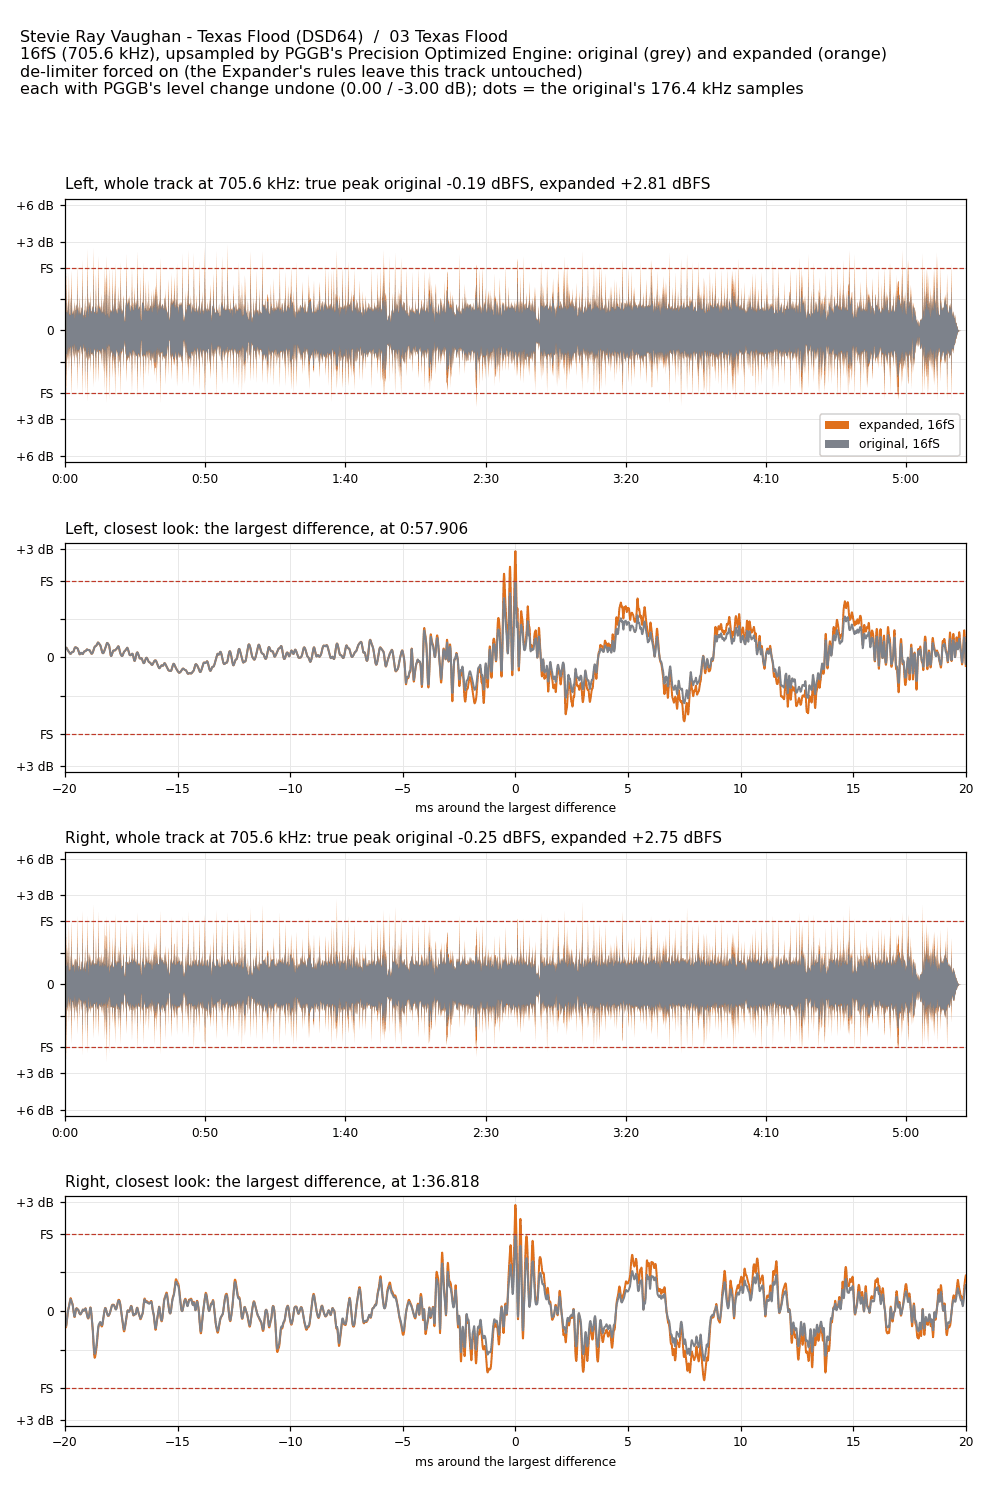 Stevie Ray Vaughan - Texas Flood (DSD64)  /  03 Texas Flood
16fS (705.6 kHz), upsampled by PGGB's Precision Optimized Engine: original (grey) and expanded (orange)
de-limiter forced on (the Expander's rules leave this track untouched)
each with PGGB's level change undone (0.00 / -3.00 dB); dots = the original's 176.4 kHz samples
Left, whole track at 705.6 kHz: true peak original -0.19 dBFS, expanded +2.81 dBFS
+6 dB
+3 dB
FS
0
FS
+3 dB
+6 dB
expanded, 16fS
original, 16fS
0:00 0:50 1:40 2:30 3:20 4:10 5:00
Left, closest look: the largest difference, at 0:57.906
+3 dB
FS
0
FS
+3 dB
−20 −15 −10 −5 0 5 10 15 20
ms around the largest difference
Right, whole track at 705.6 kHz: true peak original -0.25 dBFS, expanded +2.75 dBFS
+6 dB
+3 dB
FS
0
FS
+3 dB
+6 dB
0:00 0:50 1:40 2:30 3:20 4:10 5:00
Right, closest look: the largest difference, at 1:36.818
+3 dB
FS
0
FS
+3 dB
−20 −15 −10 −5 0 5 10 15 20
ms around the largest difference